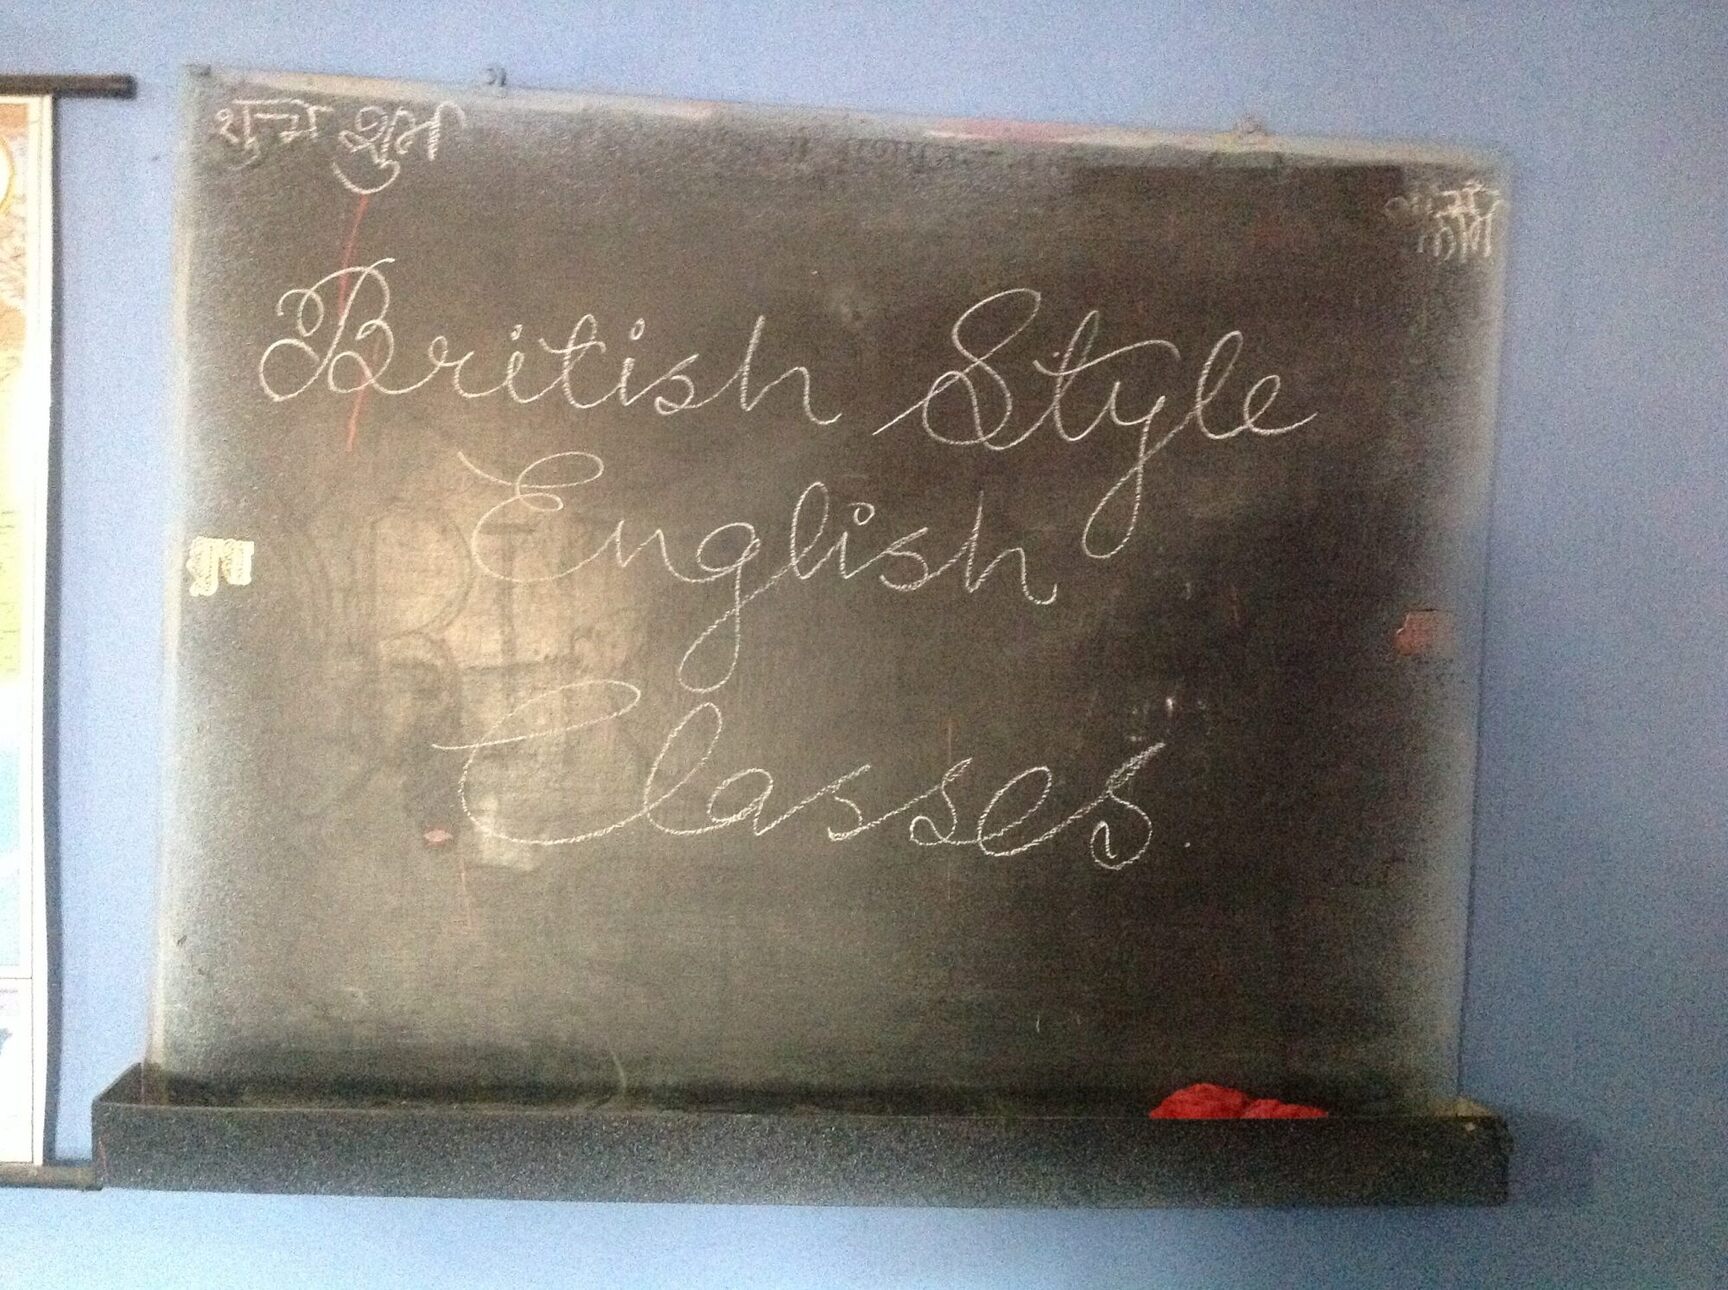 British Style
English
Classes.